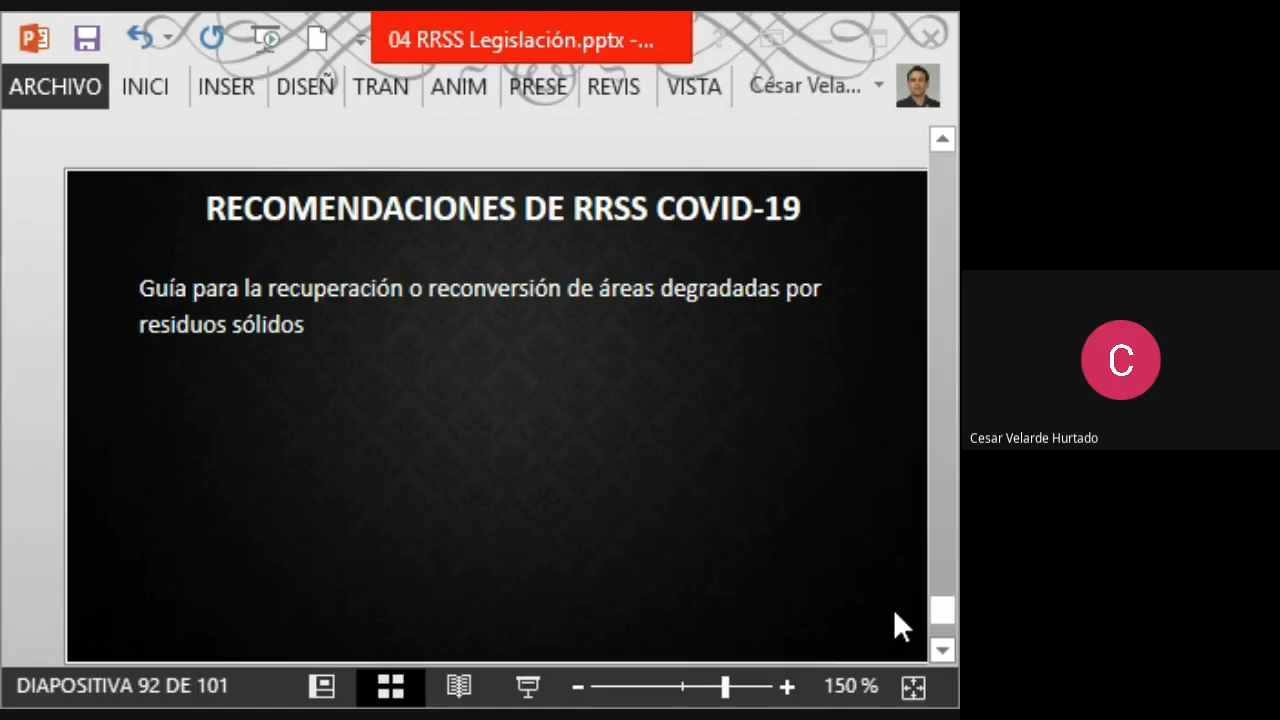 04 RRSS Legislación.pptx -...
ARCHIVO INICI INSER DISEÑ TRAN ANIM PRESE REVIS VISTA César Vela...
RECOMENDACIONES DE RRSS COVID-19
Guía para la recuperación o reconversión de áreas degradadas por
residuos sólidos
C
Cesar Velarde Hurtado
DIAPOSITIVA 92 DE 101
150 %